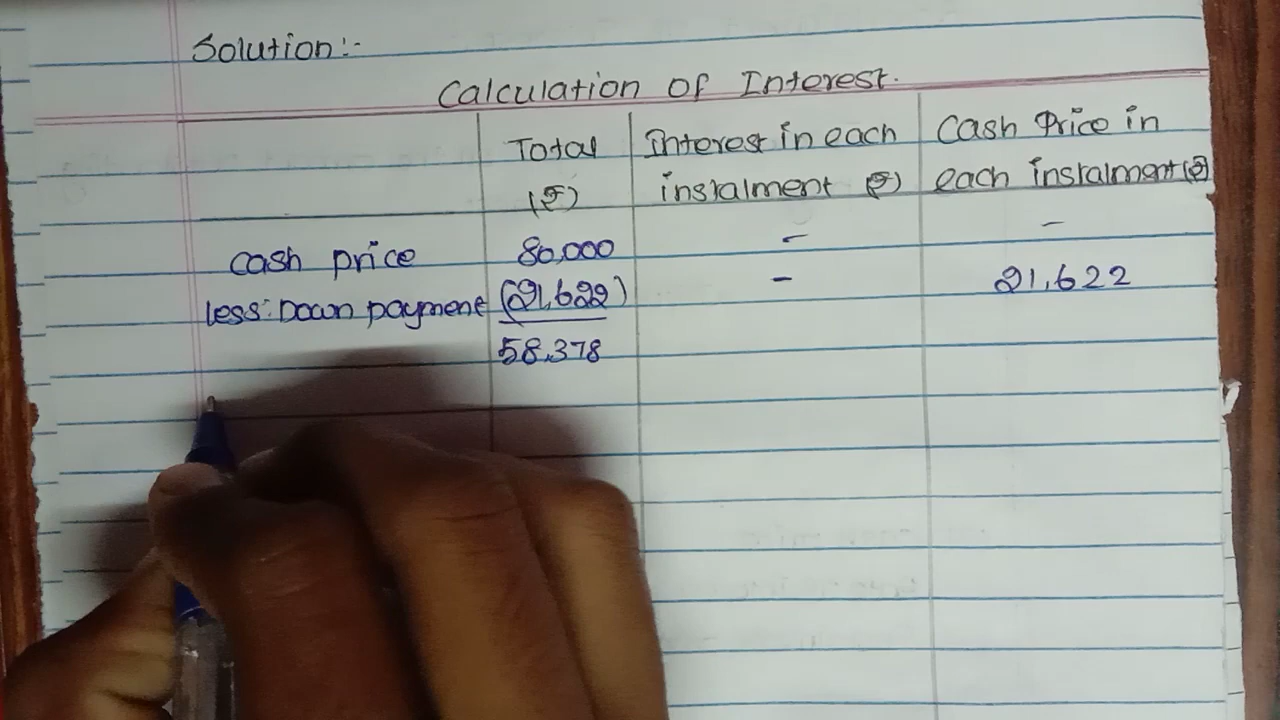 Solution:-
Calculation of Interest.
Total (₹)
Interest in each instalment (₹)
Cash Price in each instalment (₹)
Cash price 80,000 - -
less: Down payment (21,622) - 21,622
58,378